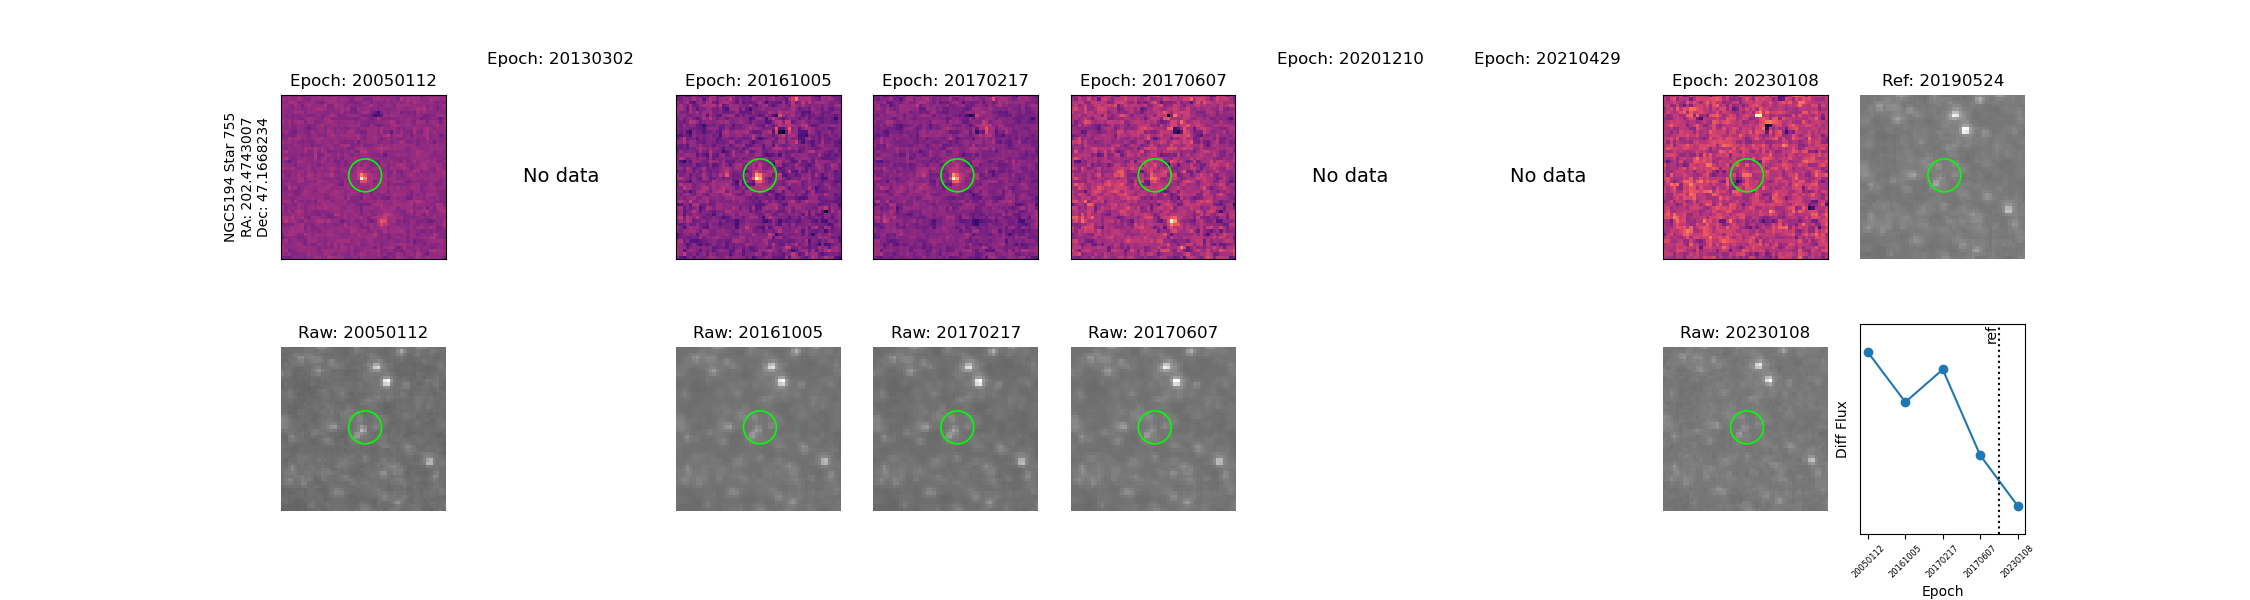 Epoch: 20130302
Epoch: 20201210
Epoch: 20210429
Epoch: 20050112
Epoch: 20161005
Epoch: 20170217
Epoch: 20170607
Epoch: 20230108
Ref: 20190524
NGC5194 Star 755
RA: 202.4743007
Dec: 47.1668234
No data
No data
No data
Raw: 20050112
Raw: 20161005
Raw: 20170217
Raw: 20170607
Raw: 20230108
ref
Diff Flux
20050112
20161005
20170217
20170607
20230108
Epoch